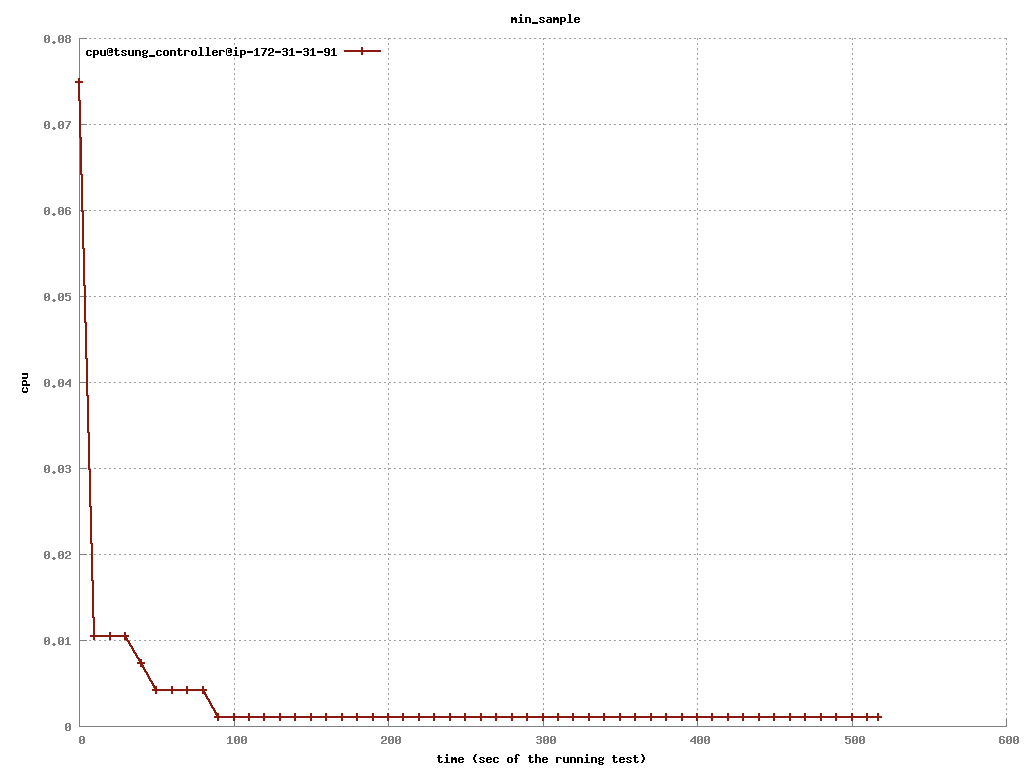 min_sample
0.08
cpu@tsung_controller@ip-172-31-31-91
0.07
0.06
0.05
cpu
0.04
0.03
0.02
0.01
0
0 100 200 300 400 500 600
time (sec of the running test)